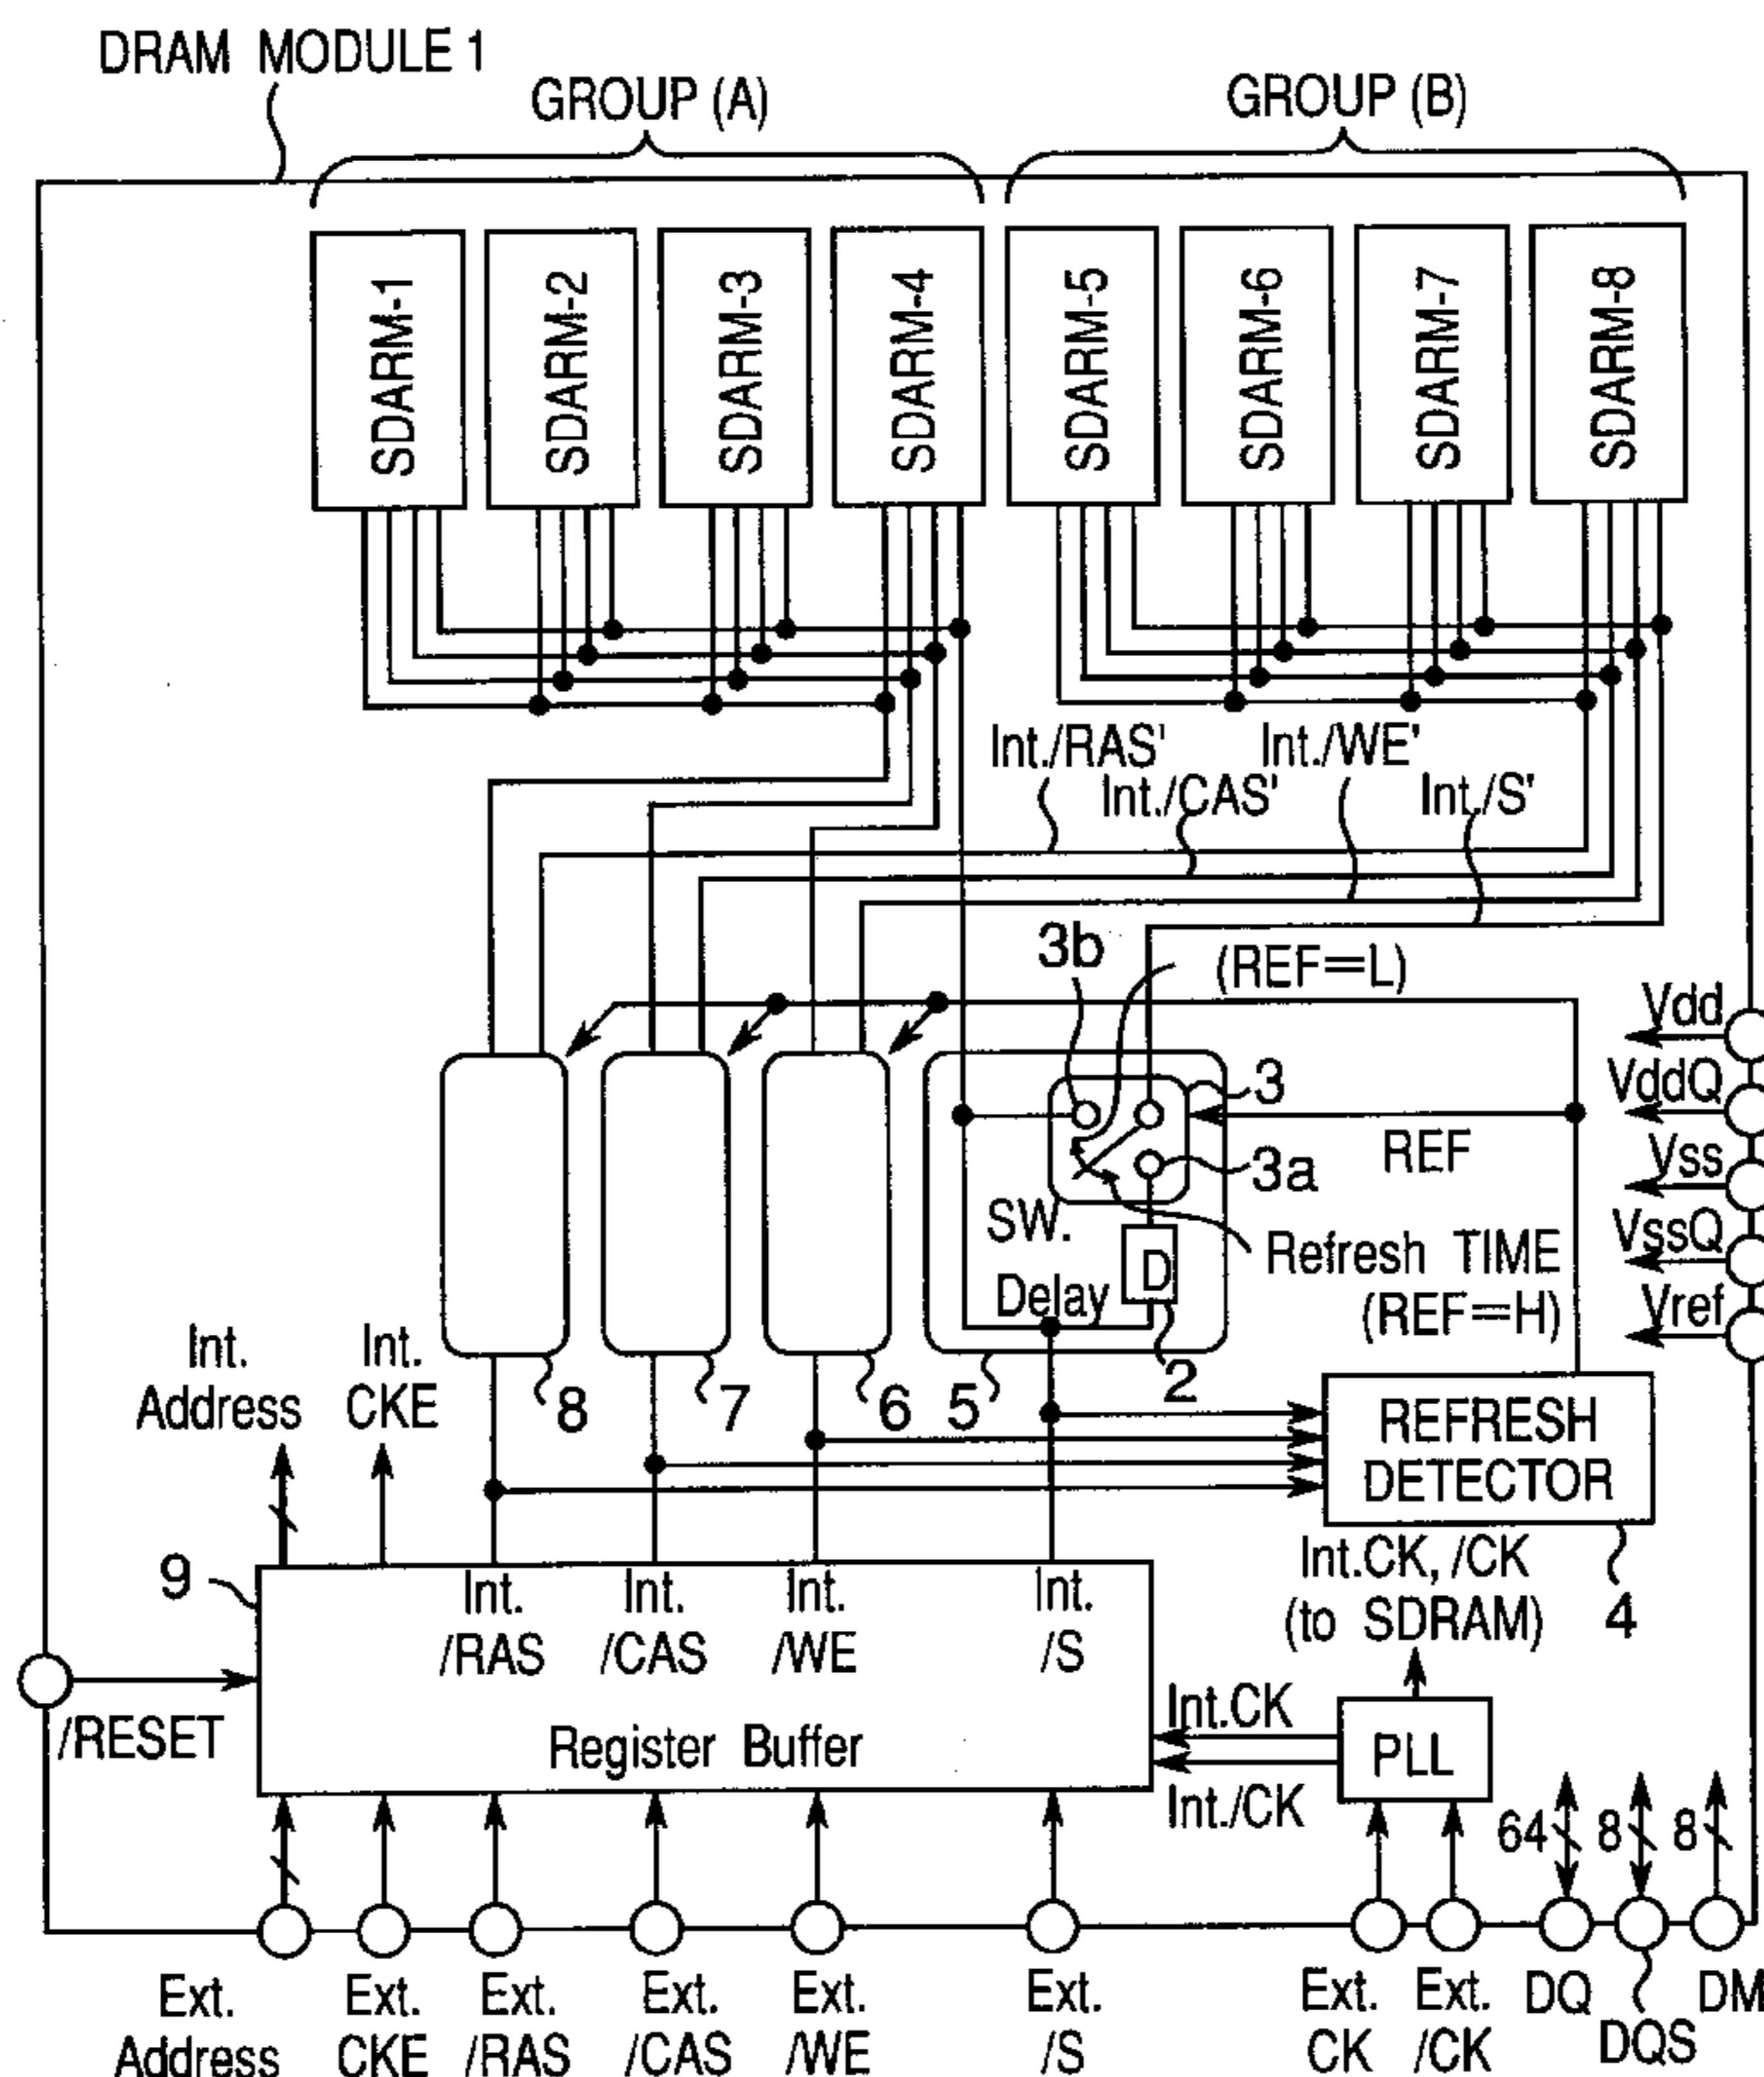 DRAM MODULE 1
GROUP (A)
GROUP (B)
SDARM-1
SDARM-2
SDARM-3
SDARM-4
SDARM-5
SDARM-6
SDARM-7
SDARM-8
Int./RAS'
Int./WE'
Int./CAS'
Int./S'
3b
(REF=L)
Vdd
VddQ
Vss
VssQ
Vref
3
REF
3a
SW.
D
Refresh TIME
(REF=H)
Delay
Int.
Address
Int.
CKE
8
7
6
5
2
REFRESH
DETECTOR
4
Int.CK, /CK
(to SDRAM)
9
Int.
/RAS
Int.
/CAS
Int.
/WE
Int.
/S
/RESET
Register Buffer
Int.CK
Int./CK
PLL
64
8
8
Ext.
Address
Ext.
CKE
Ext.
/RAS
Ext.
/CAS
Ext.
/WE
Ext.
/S
Ext.
CK
Ext.
/CK
DQ
DQS
DM